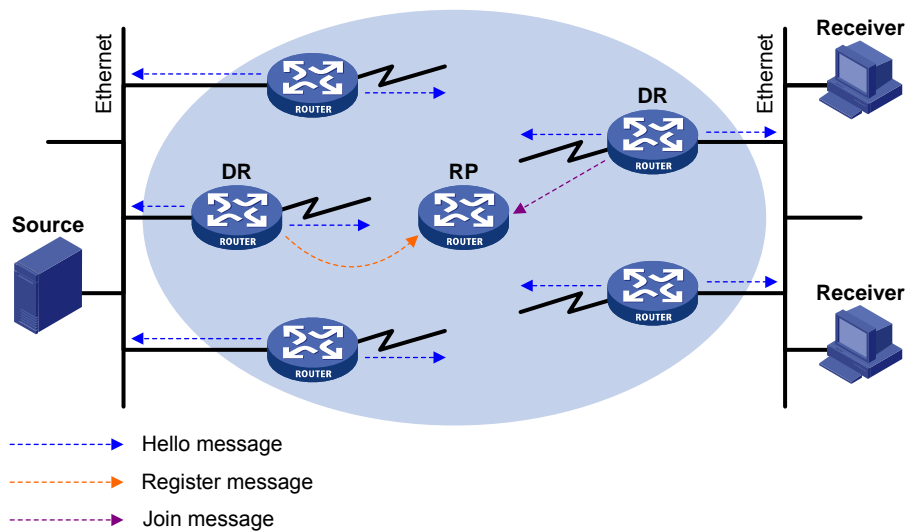 Ethernet
Ethernet
Receiver
ROUTER
DR
ROUTER
DR
RP
ROUTER
ROUTER
Source
ROUTER
Receiver
ROUTER
Hello message
Register message
Join message